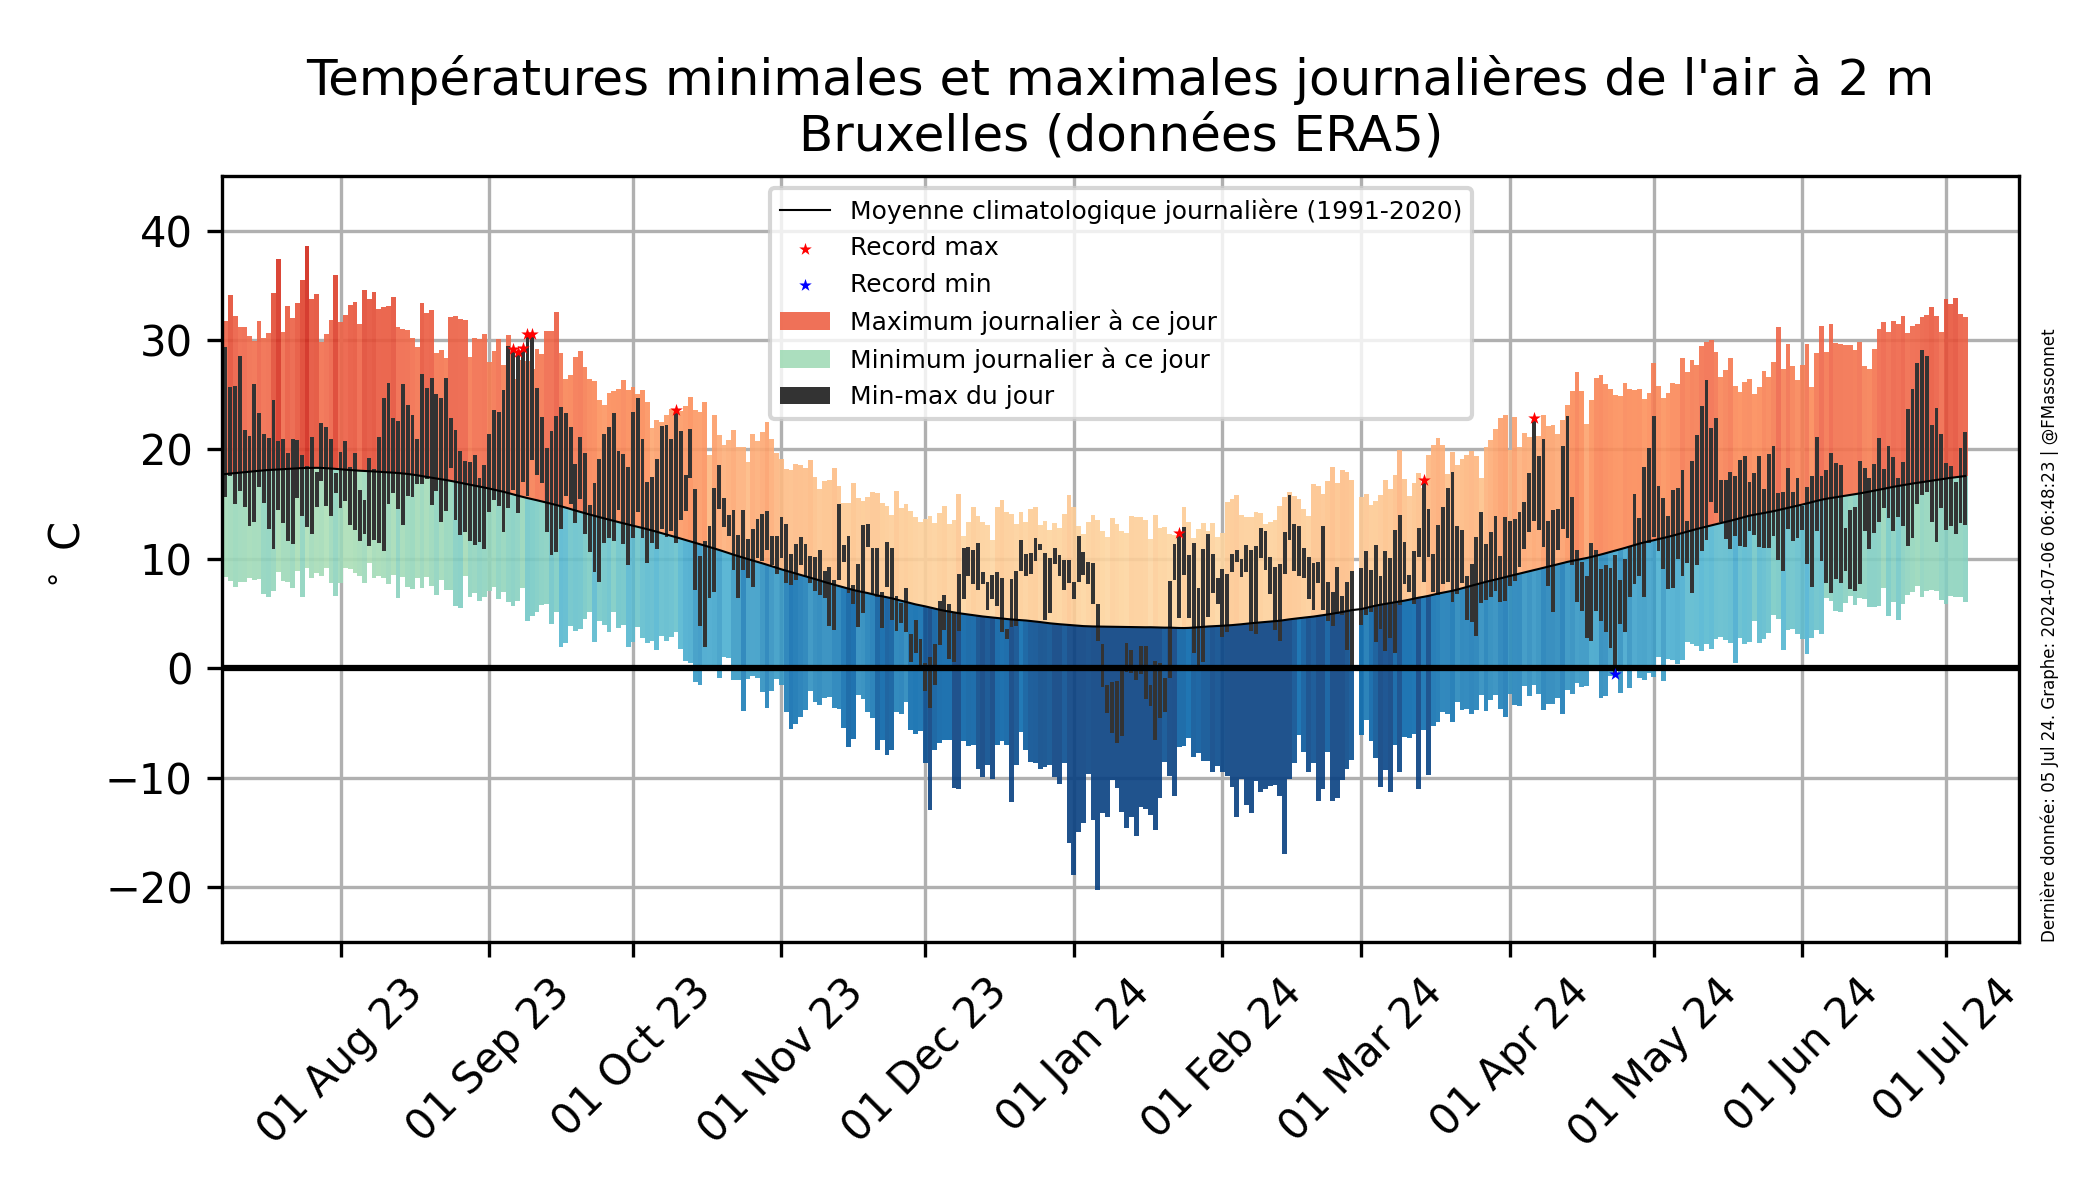 Températures minimales et maximales journalières de l'air à 2 m
Bruxelles (données ERA5)
Moyenne climatologique journalière (1991-2020)
Record max
Record min
Maximum journalier à ce jour
Minimum journalier à ce jour
Min-max du jour
° C
40
30
20
10
0
−10
−20
01 Aug 23
01 Sep 23
01 Oct 23
01 Nov 23
01 Dec 23
01 Jan 24
01 Feb 24
01 Mar 24
01 Apr 24
01 May 24
01 Jun 24
01 Jul 24
Dernière donnée: 05 Jul 24. Graphe: 2024-07-06 06:48:23 | @FMassonnet